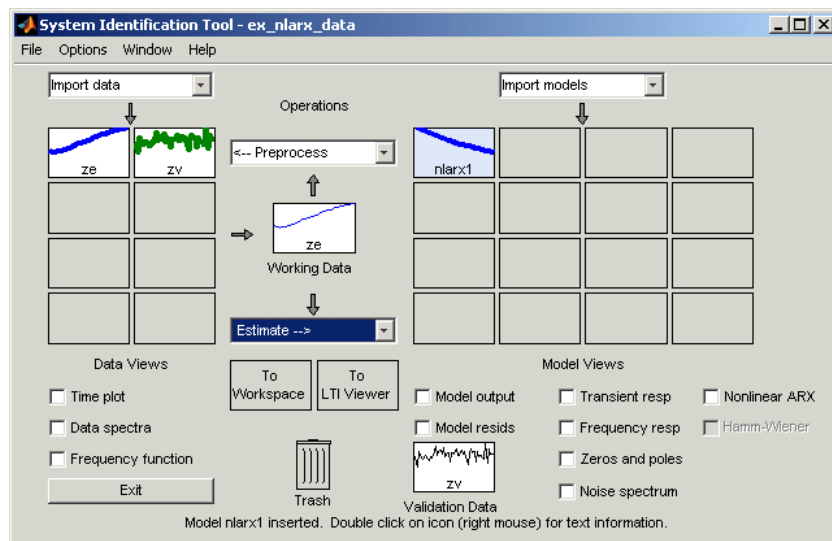 System Identification Tool - ex_nlarx_data
File Options Window Help
Import data
Import models
Operations
ze
zv
<-- Preprocess
nlarx1
ze
Working Data
Estimate -->
Data Views
Model Views
To Workspace
To LTI Viewer
Time plot
Data spectra
Frequency function
Model output
Model resids
Transient resp
Frequency resp
Zeros and poles
Noise spectrum
Nonlinear ARX
Hamm-Wiener
Exit
Trash
zv
Validation Data
Model nlarx1 inserted. Double click on icon (right mouse) for text information.